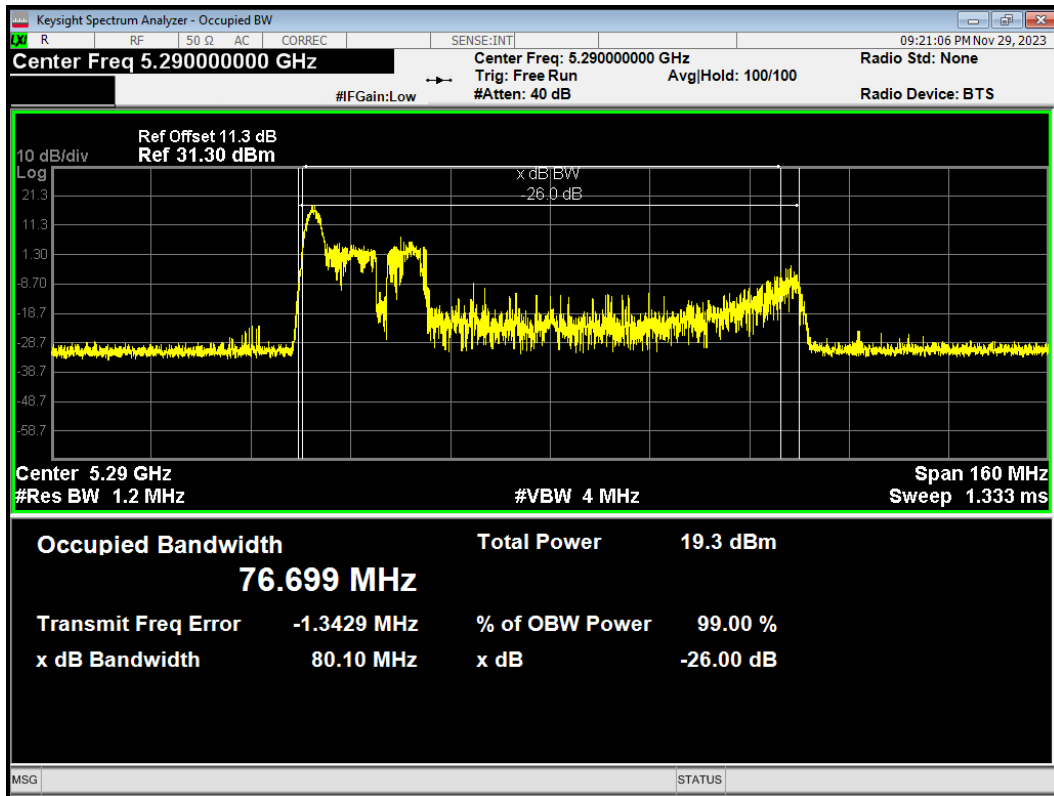 Keysight Spectrum Analyzer - Occupied BW
LXI R RF 50 Ω AC CORREC SENSE:INT 09:21:06 PM Nov 29, 2023
Center Freq 5.290000000 GHz Center Freq: 5.290000000 GHz Radio Std: None
Trig: Free Run Avg|Hold: 100/100
#IFGain:Low #Atten: 40 dB Radio Device: BTS
Ref Offset 11.3 dB
10 dB/div Ref 31.30 dBm
Log x dB BW
21.3 -26.0 dB
11.3
1.30
-8.70
-18.7
-28.7
-38.7
-48.7
-58.7
Center 5.29 GHz Span 160 MHz
#Res BW 1.2 MHz #VBW 4 MHz Sweep 1.333 ms
Occupied Bandwidth Total Power 19.3 dBm
76.699 MHz
Transmit Freq Error -1.3429 MHz % of OBW Power 99.00 %
x dB Bandwidth 80.10 MHz x dB -26.00 dB
MSG STATUS